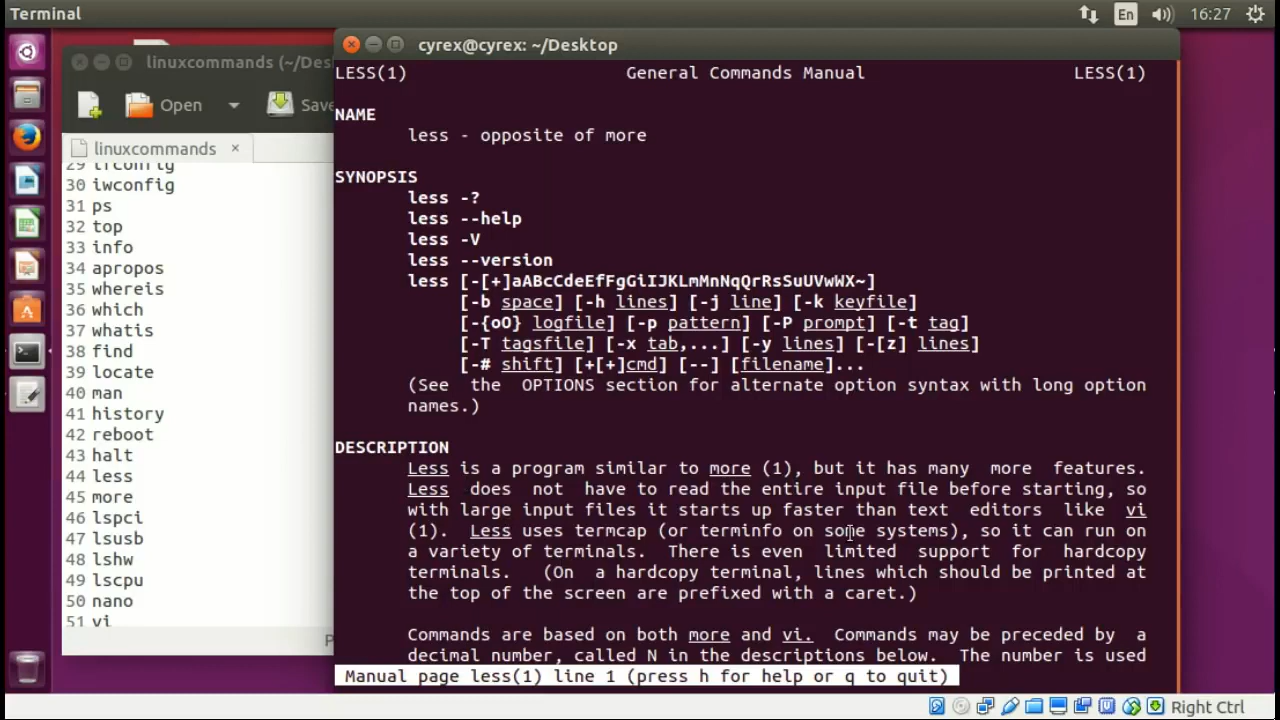 Terminal
En
16:27
linuxcommands (~/Des
Open
Save
linuxcommands ×
29 ifconfig
30 iwconfig
31 ps
32 top
33 info
34 apropos
35 whereis
36 which
37 whatis
38 find
39 locate
40 man
41 history
42 reboot
43 halt
44 less
45 more
46 lspci
47 lsusb
48 lshw
49 lscpu
50 nano
51 vi
P
cyrex@cyrex: ~/Desktop
LESS(1) General Commands Manual LESS(1)
NAME
less - opposite of more
SYNOPSIS
less -?
less --help
less -V
less --version
less [-[+]aABcCdeEfFgGiIJKLmMnNqQrRsSuUVwWX~]
[-b space] [-h lines] [-j line] [-k keyfile]
[-{oO} logfile] [-p pattern] [-P prompt] [-t tag]
[-T tagsfile] [-x tab,...] [-y lines] [-[z] lines]
[-# shift] [+[+]cmd] [--] [filename]...
(See the OPTIONS section for alternate option syntax with long option
names.)
DESCRIPTION
Less is a program similar to more (1), but it has many more features.
Less does not have to read the entire input file before starting, so
with large input files it starts up faster than text editors like vi
(1). Less uses termcap (or terminfo on some systems), so it can run on
a variety of terminals. There is even limited support for hardcopy
terminals. (On a hardcopy terminal, lines which should be printed at
the top of the screen are prefixed with a caret.)
Commands are based on both more and vi. Commands may be preceded by a
decimal number, called N in the descriptions below. The number is used
Manual page less(1) line 1 (press h for help or q to quit)
Right Ctrl